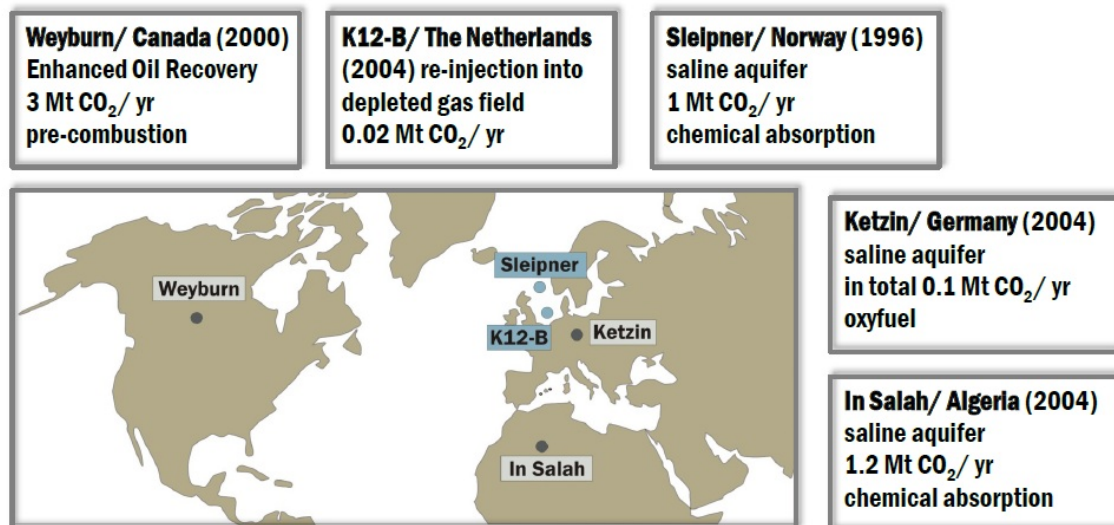 Weyburn/ Canada (2000)
Enhanced Oil Recovery
3 Mt CO₂/ yr
pre-combustion
K12-B/ The Netherlands
(2004) re-injection into
depleted gas field
0.02 Mt CO₂/ yr
Sleipner/ Norway (1996)
saline aquifer
1 Mt CO₂/ yr
chemical absorption
Sleipner
Weyburn
K12-B
Ketzin
In Salah
Ketzin/ Germany (2004)
saline aquifer
in total 0.1 Mt CO₂/ yr
oxyfuel
In Salah/ Algeria (2004)
saline aquifer
1.2 Mt CO₂/ yr
chemical absorption